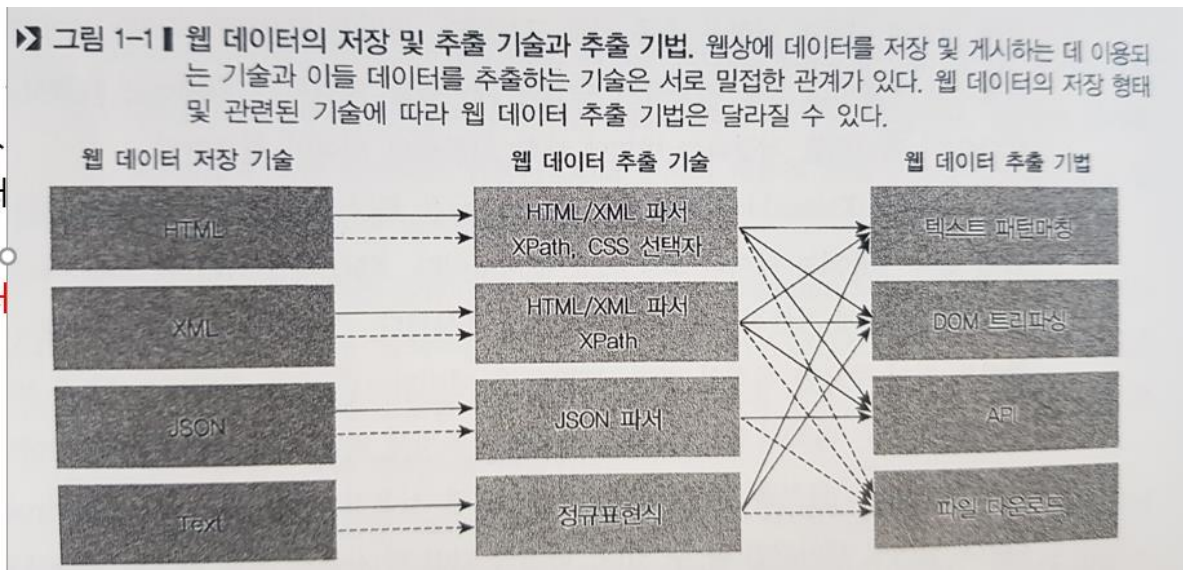 그림 1-1 ▌ 웹 데이터의 저장 및 추출 기술과 추출 기법. 웹상에 데이터를 저장 및 게시하는 데 이용되
는 기술과 이들 데이터를 추출하는 기술은 서로 밀접한 관계가 있다. 웹 데이터의 저장 형태
및 관련된 기술에 따라 웹 데이터 추출 기법은 달라질 수 있다.
웹 데이터 저장 기술
웹 데이터 추출 기술
웹 데이터 추출 기법
HTML
HTML/XML 파서
XPath, CSS 선택자
텍스트 패턴매칭
XML
HTML/XML 파서
XPath
DOM 트리파싱
JSON
JSON 파서
API
Text
정규표현식
파일 다운로드